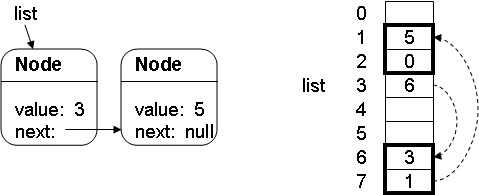 list
Node
value: 3
next:
Node
value: 5
next: null
list
0
1 5
2 0
3 6
4
5
6 3
7 1